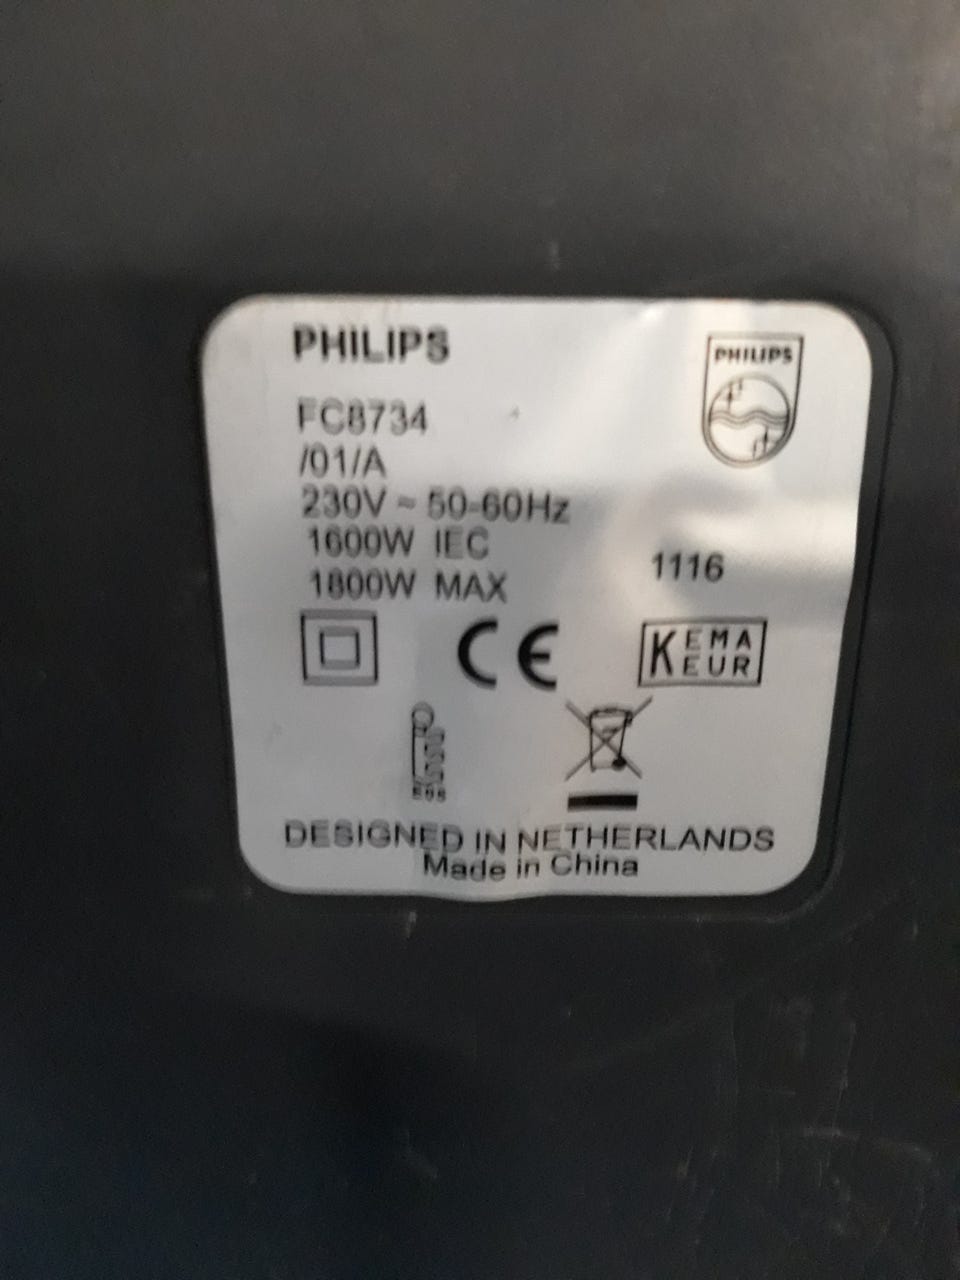 PHILIPS
PHILIPS
FC8734
/01/A
230V ~ 50-60Hz
1600W IEC
1116
1800W MAX
CE
KEMA
EUR
DESIGNED IN NETHERLANDS
Made in China